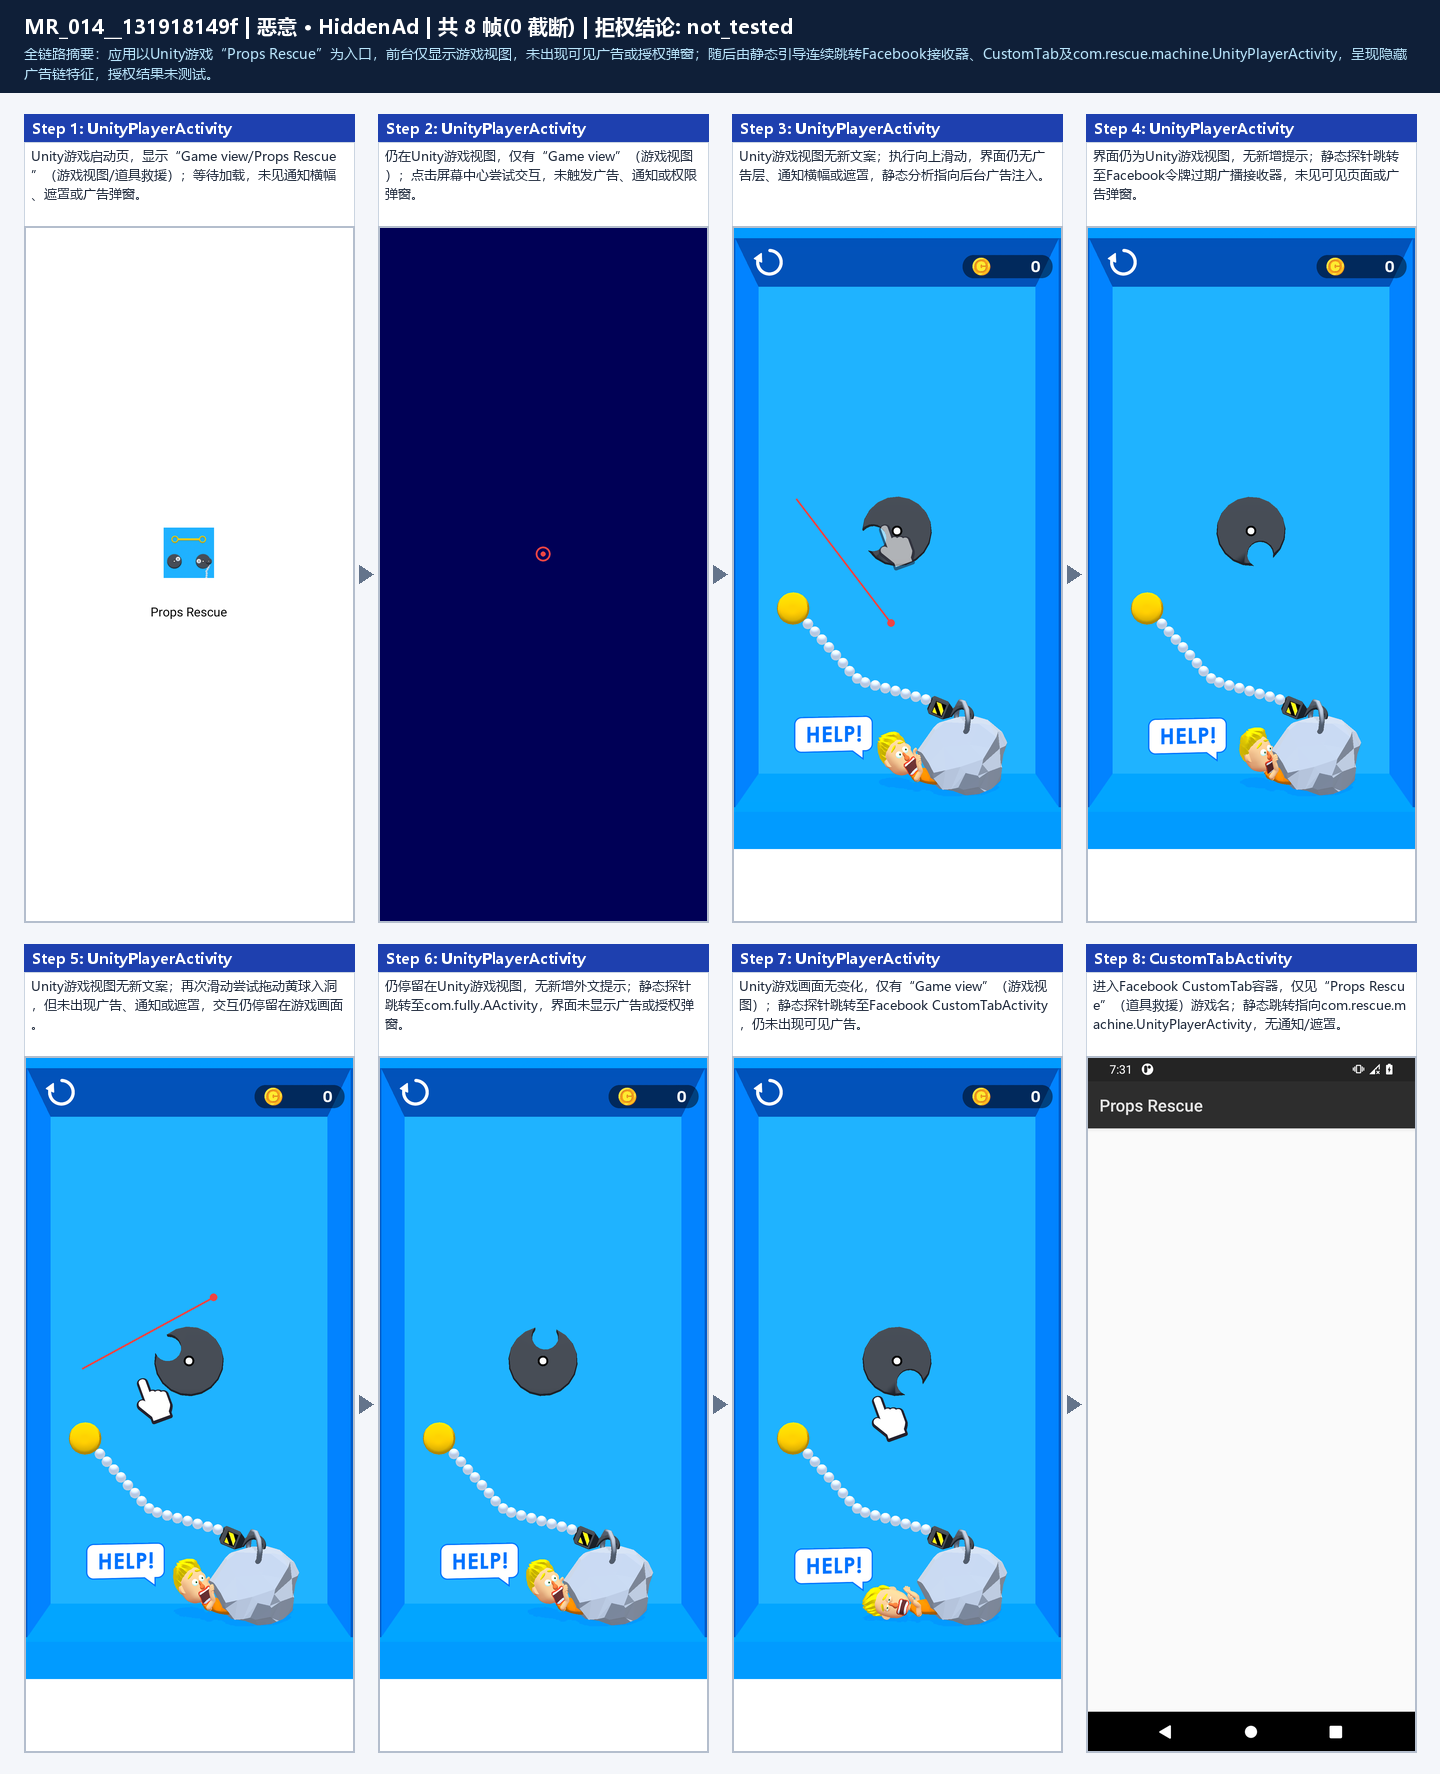 MR_014__131918149f | 恶意 • HiddenAd | 共 8 帧(0 截断) | 拒权结论: not_tested
全链路摘要：应用以Unity游戏“Props Rescue”为入口，前台仅显示游戏视图，未出现可见广告或授权弹窗；随后由静态引导连续跳转Facebook接收器、CustomTab及com.rescue.machine.UnityPlayerActivity，呈现隐藏
广告链特征，授权结果未测试。
Step 1: UnityPlayerActivity
Unity游戏启动页，显示“Game view/Props Rescue
”（游戏视图/道具救援）；等待加载，未见通知横幅
、遮罩或广告弹窗。
Props Rescue
Step 2: UnityPlayerActivity
仍在Unity游戏视图，仅有“Game view”（游戏视图
）；点击屏幕中心尝试交互，未触发广告、通知或权限
弹窗。
Step 3: UnityPlayerActivity
Unity游戏视图无新文案；执行向上滑动，界面仍无广
告层、通知横幅或遮罩，静态分析指向后台广告注入。
0
HELP!
Step 4: UnityPlayerActivity
界面仍为Unity游戏视图，无新增提示；静态探针跳转
至Facebook令牌过期广播接收器，未见可见页面或广
告弹窗。
0
HELP!
Step 5: UnityPlayerActivity
Unity游戏视图无新文案；再次滑动尝试拖动黄球入洞
，但未出现广告、通知或遮罩，交互仍停留在游戏画面
。
0
HELP!
Step 6: UnityPlayerActivity
仍停留在Unity游戏视图，无新增外文提示；静态探针
跳转至com.fully.AActivity，界面未显示广告或授权弹
窗。
0
HELP!
Step 7: UnityPlayerActivity
Unity游戏画面无变化，仅有“Game view”（游戏视
图）；静态探针跳转至Facebook CustomTabActivity
，仍未出现可见广告。
0
HELP!
Step 8: CustomTabActivity
进入Facebook CustomTab容器，仅见“Props Rescu
e”（道具救援）游戏名；静态跳转指向com.rescue.m
achine.UnityPlayerActivity，无通知/遮罩。
7:31
Props Rescue